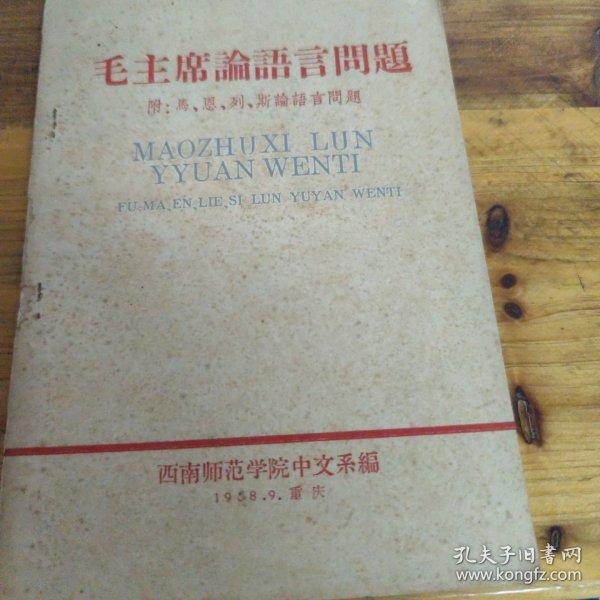 毛主席論語言問題
附：馬、恩、列、斯論語言問題
MAOZHUXI LUN
YYUAN WENTI
FU、MA、EN、LIE、SI LUN YUYAN WENTI
西南师范学院中文系編
1958.9.重庆
孔夫子旧书网
www.kongfz.com